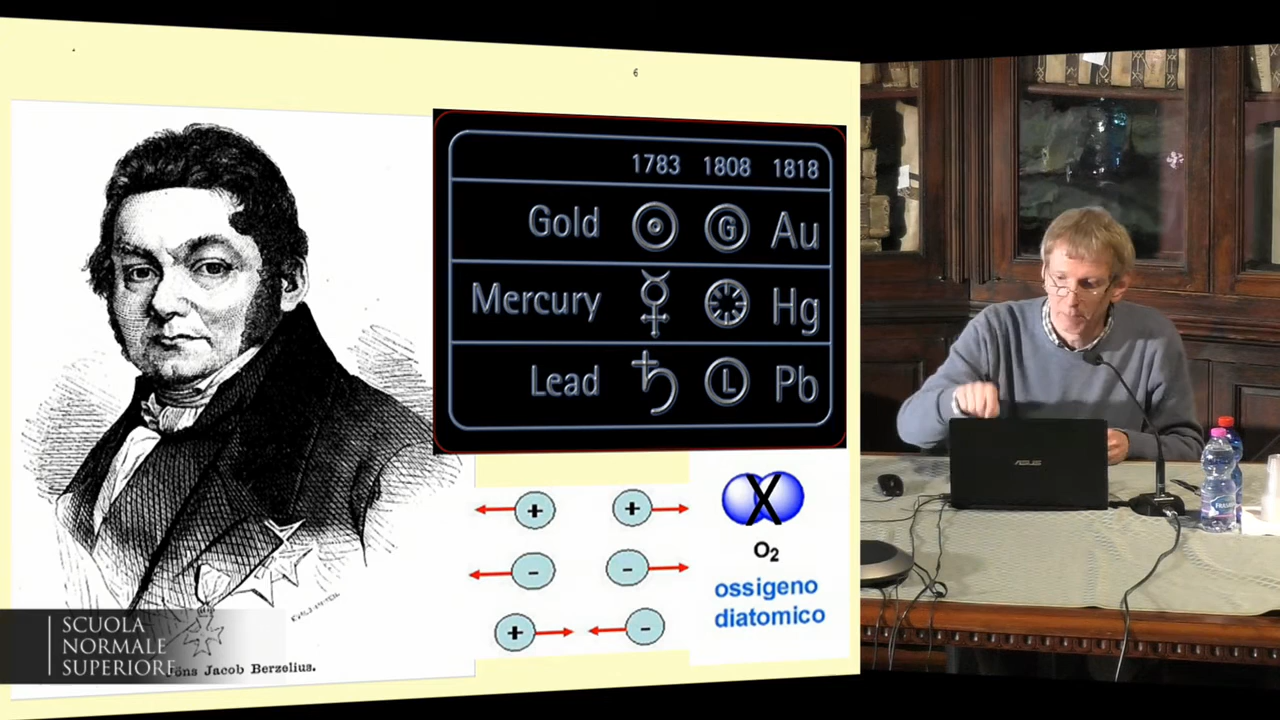 6
1783 1808 1818
Gold G Au
Mercury Hg
Lead L Pb
+ +
- -
+ -
X
O₂
ossigeno
diatomico
SCUOLA
NORMALE
SUPERIORE
Jöns Jacob Berzelius.
ASUS